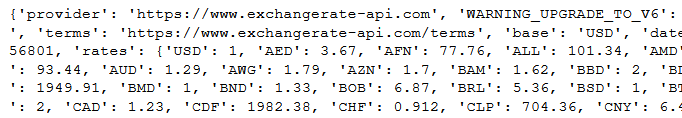 {'provider': 'https://www.exchangerate-api.com', 'WARNING_UPGRADE_TO_V6':
', 'terms': 'https://www.exchangerate-api.com/terms', 'base': 'USD', 'date
56801, 'rates': {'USD': 1, 'AED': 3.67, 'AFN': 77.76, 'ALL': 101.34, 'AMD'
': 93.44, 'AUD': 1.29, 'AWG': 1.79, 'AZN': 1.7, 'BAM': 1.62, 'BBD': 2, 'BD
': 1949.91, 'BMD': 1, 'BND': 1.33, 'BOB': 6.87, 'BRL': 5.36, 'BSD': 1, 'BT
': 2, 'CAD': 1.23, 'CDF': 1982.38, 'CHF': 0.912, 'CLP': 704.36, 'CNY': 6.4